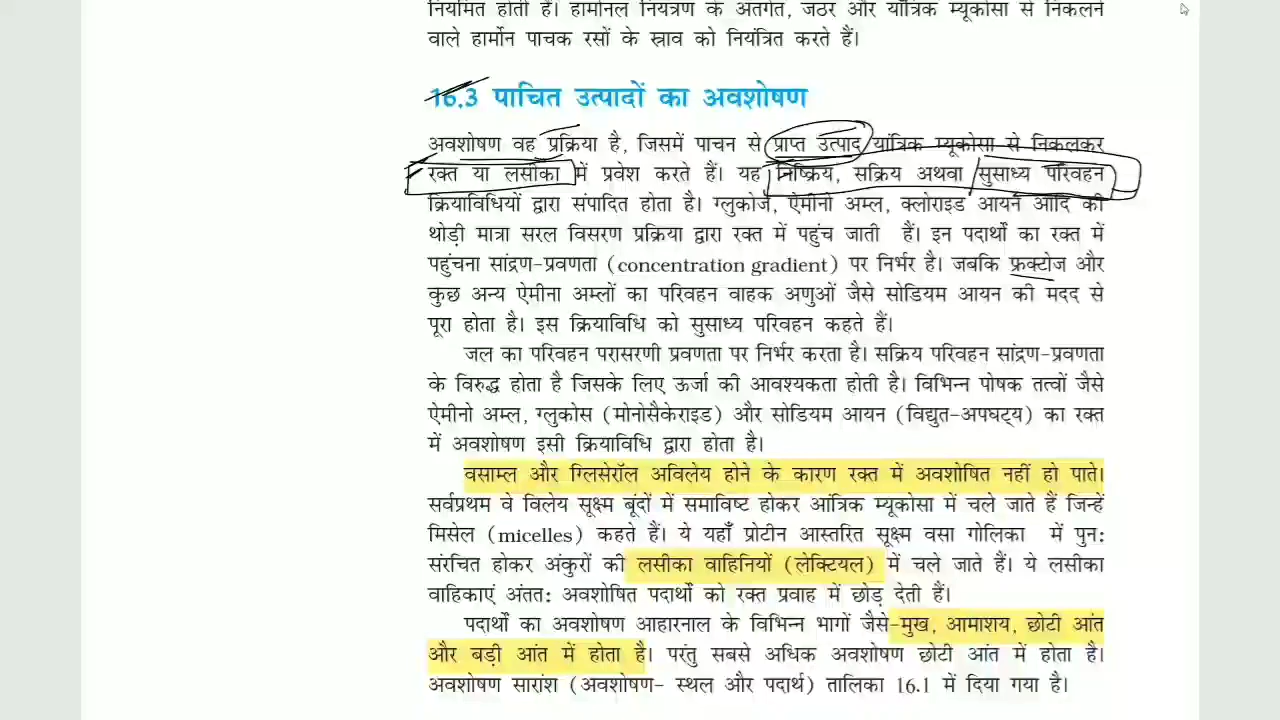 नियमित होती हैं। हार्मोनल नियंत्रण के अंतर्गत, जठर और यांत्रिक म्यूकोसा से निकलने
वाले हार्मोन पाचक रसों के स्राव को नियंत्रित करते हैं।
16.3 पाचित उत्पादों का अवशोषण
अवशोषण वह प्रक्रिया है, जिसमें पाचन से प्राप्त उत्पाद यांत्रिक म्यूकोसा से निकलकर
रक्त या लसीका में प्रवेश करते हैं। यह निष्क्रिय, सक्रिय अथवा सुसाध्य परिवहन
क्रियाविधियों द्वारा संपादित होता है। ग्लुकोज, ऐमीनो अम्ल, क्लोराइड आयन आदि की
थोड़ी मात्रा सरल विसरण प्रक्रिया द्वारा रक्त में पहुंच जाती हैं। इन पदार्थों का रक्त में
पहुंचना सांद्रण-प्रवणता (concentration gradient) पर निर्भर है। जबकि फ्रक्टोज और
कुछ अन्य ऐमीना अम्लों का परिवहन वाहक अणुओं जैसे सोडियम आयन की मदद से
पूरा होता है। इस क्रियाविधि को सुसाध्य परिवहन कहते हैं।
जल का परिवहन परासरणी प्रवणता पर निर्भर करता है। सक्रिय परिवहन सांद्रण-प्रवणता
के विरुद्ध होता है जिसके लिए ऊर्जा की आवश्यकता होती है। विभिन्न पोषक तत्वों जैसे
ऐमीनो अम्ल, ग्लुकोस (मोनोसैकेराइड) और सोडियम आयन (विद्युत-अपघट्य) का रक्त
में अवशोषण इसी क्रियाविधि द्वारा होता है।
वसाम्ल और ग्लिसेरॉल अविलेय होने के कारण रक्त में अवशोषित नहीं हो पाते।
सर्वप्रथम वे विलेय सूक्ष्म बूंदों में समाविष्ट होकर आंत्रिक म्यूकोसा में चले जाते हैं जिन्हें
मिसेल (micelles) कहते हैं। ये यहाँ प्रोटीन आस्तरित सूक्ष्म वसा गोलिका में पुन:
संरचित होकर अंकुरों की लसीका वाहिनियों (लेक्टियल) में चले जाते हैं। ये लसीका
वाहिकाएं अंतत: अवशोषित पदार्थों को रक्त प्रवाह में छोड़ देती हैं।
पदार्थों का अवशोषण आहारनाल के विभिन्न भागों जैसे-मुख, आमाशय, छोटी आंत
और बड़ी आंत में होता है। परंतु सबसे अधिक अवशोषण छोटी आंत में होता है।
अवशोषण सारांश (अवशोषण- स्थल और पदार्थ) तालिका 16.1 में दिया गया है।